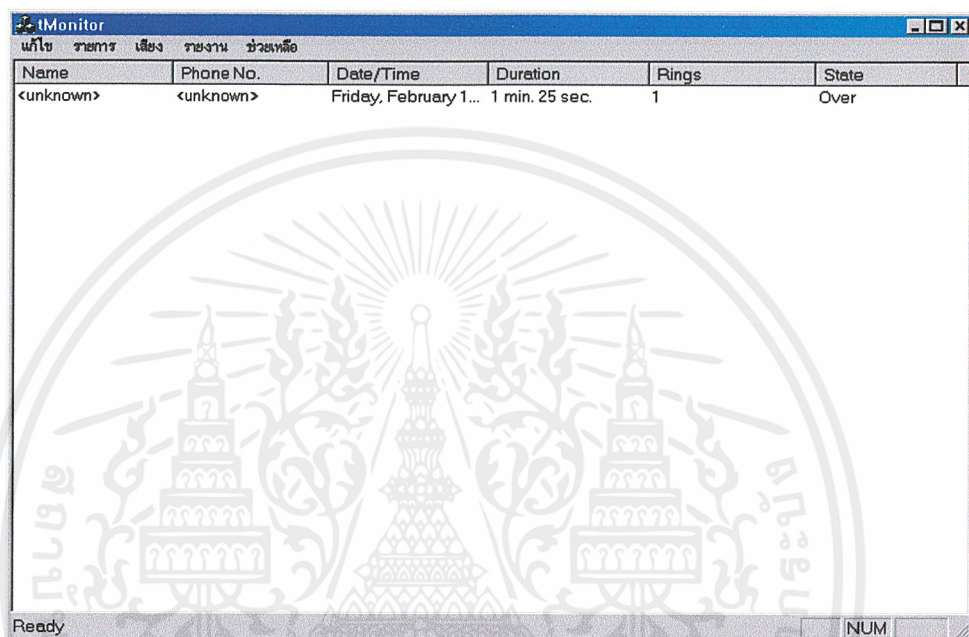 tMonitor
แก้ไข รายการ เสียง รายงาน ช่วยเหลือ
Name Phone No. Date/Time Duration Rings State
<unknown> <unknown> Friday, February 1... 1 min. 25 sec. 1 Over
Ready NUM